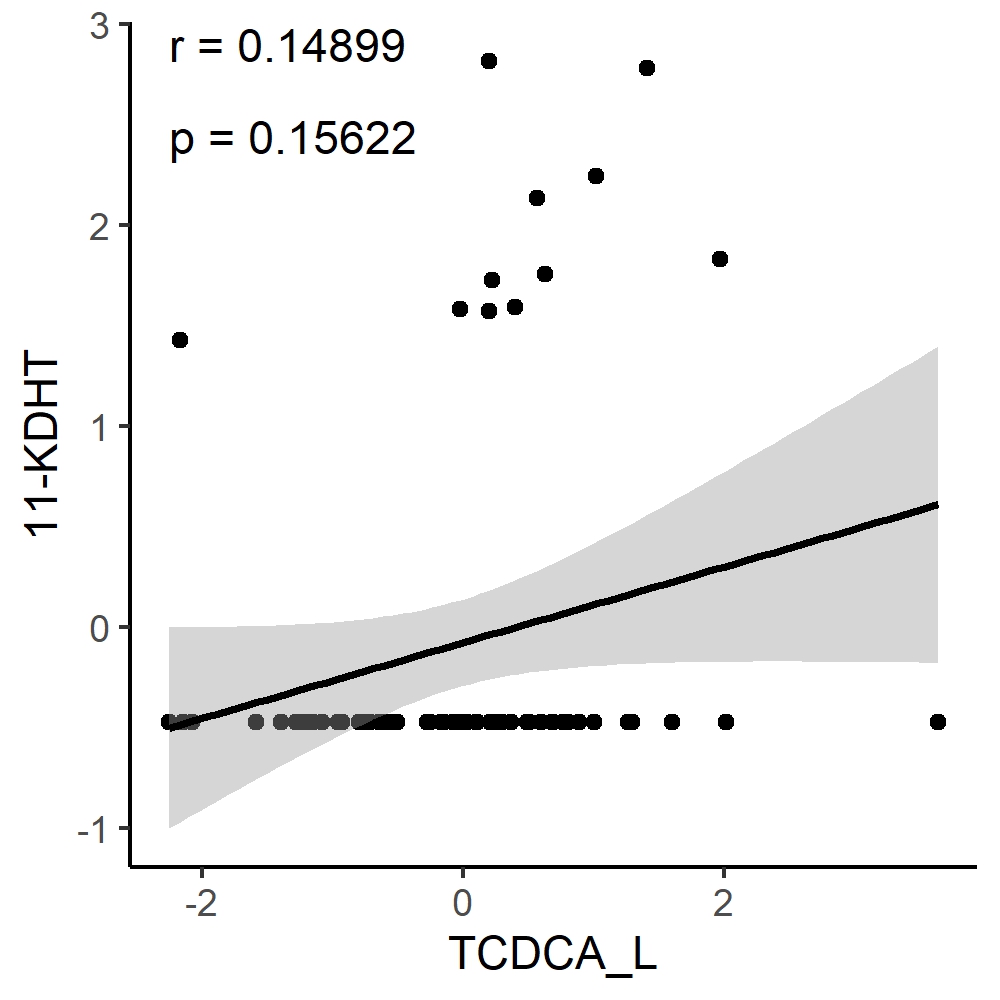 r = 0.14899
p = 0.15622
3
2
1
0
-1
11-KDHT
-2 0 2
TCDCA_L